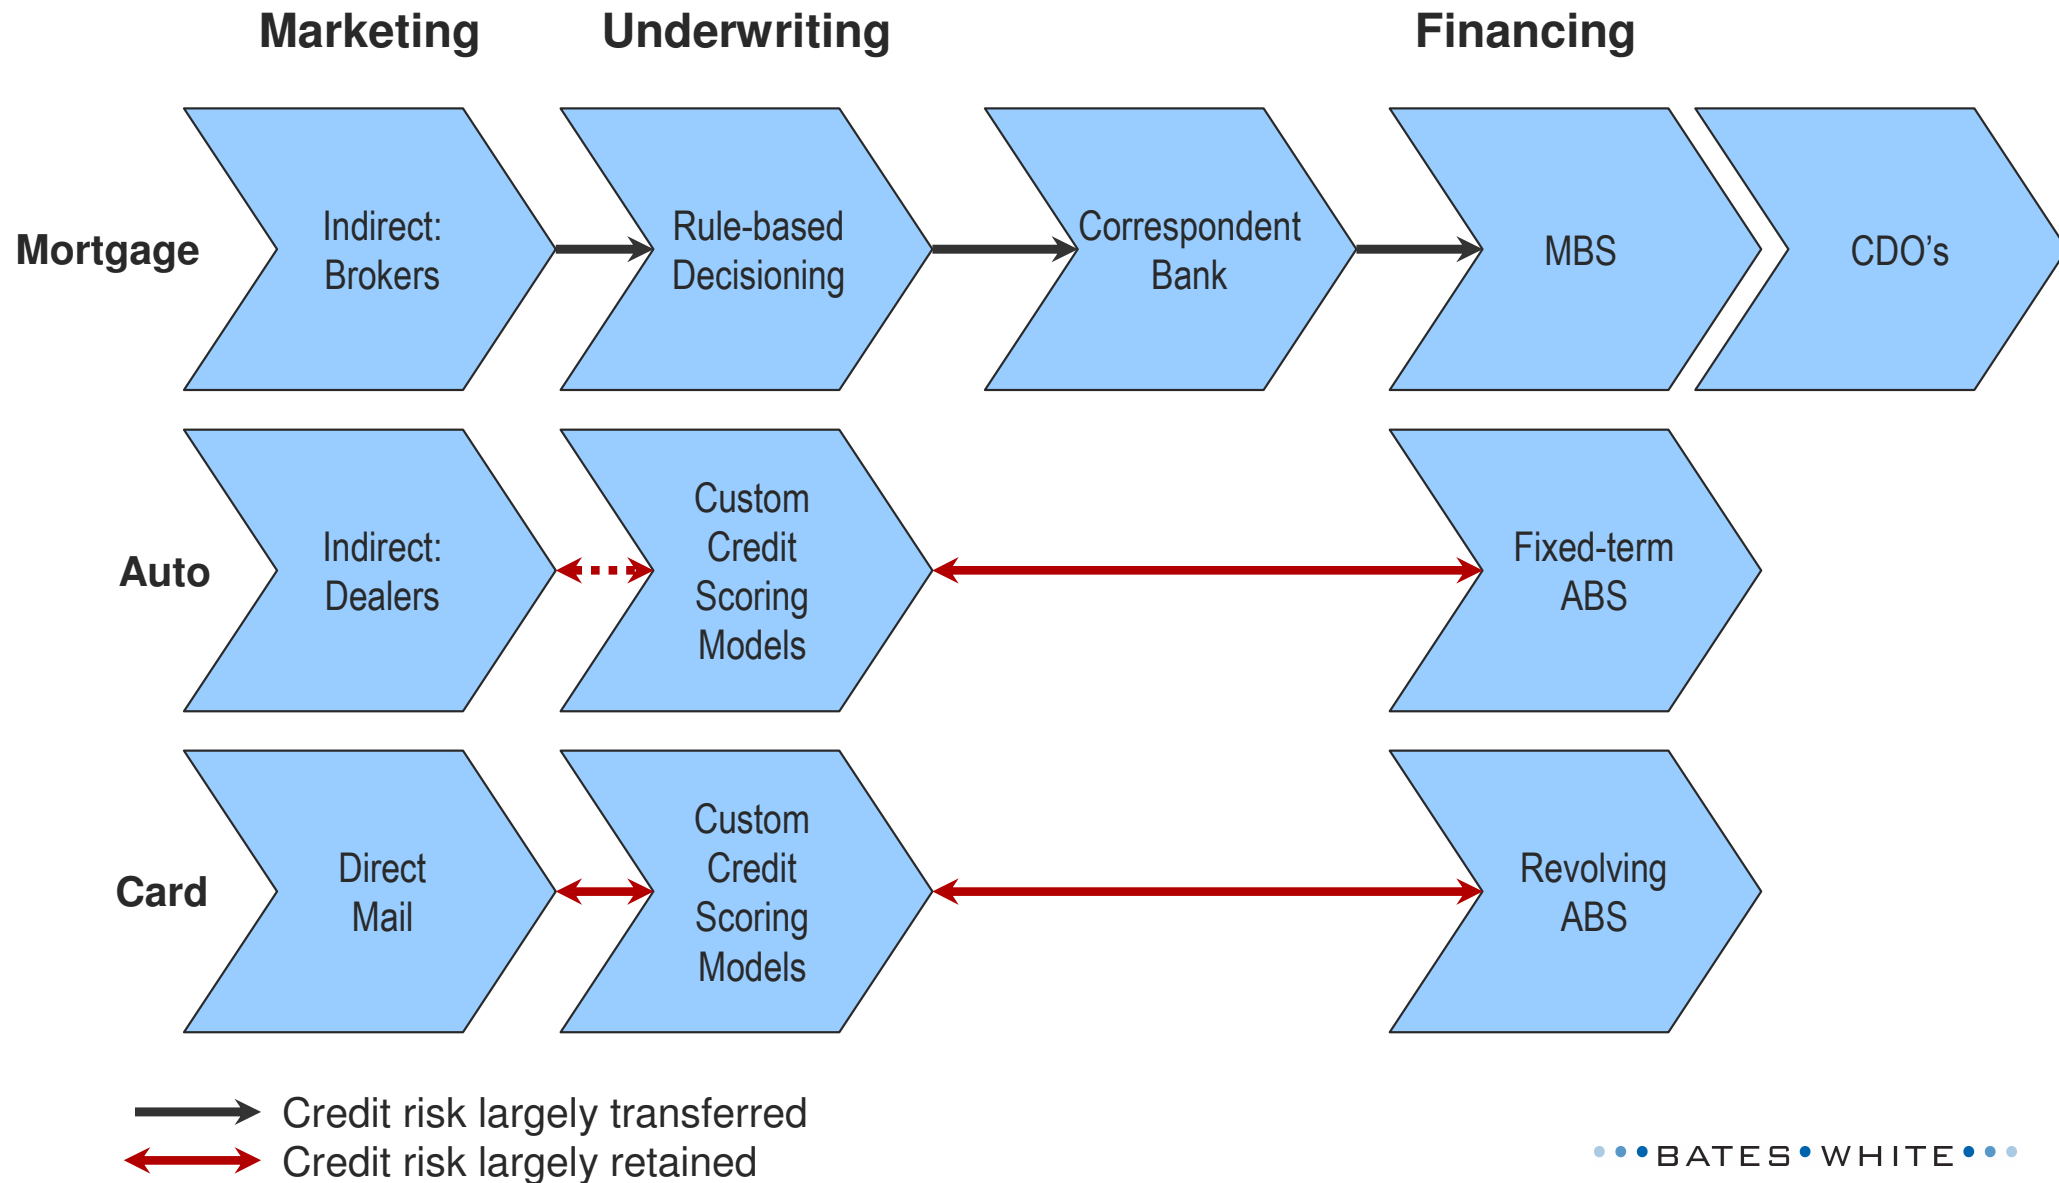 Marketing
Underwriting
Financing
Mortgage
Indirect:
Brokers
Rule-based
Decisioning
Correspondent
Bank
MBS
CDO’s
Auto
Indirect:
Dealers
Custom
Credit
Scoring
Models
Fixed-term
ABS
Card
Direct
Mail
Custom
Credit
Scoring
Models
Revolving
ABS
Credit risk largely transferred
Credit risk largely retained
BATES•WHITE